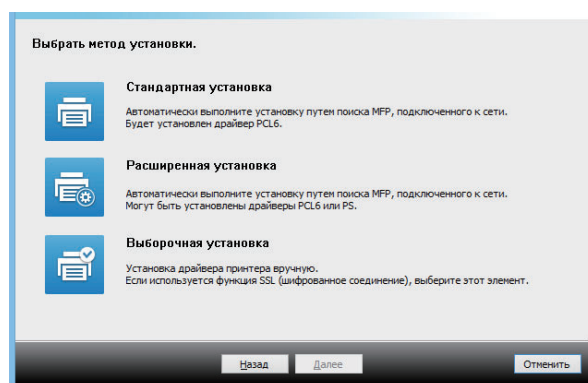 Выбрать метод установки.
Стандартная установка
Автоматически выполните установку путем поиска MFP, подключенного к сети.
Будет установлен драйвер PCL6.
Расширенная установка
Автоматически выполните установку путем поиска MFP, подключенного к сети.
Могут быть установлены драйверы PCL6 или PS.
Выборочная установка
Установка драйвера принтера вручную.
Если используется функция SSL (шифрованное соединение), выберите этот элемент.
Назад Далее Отменить